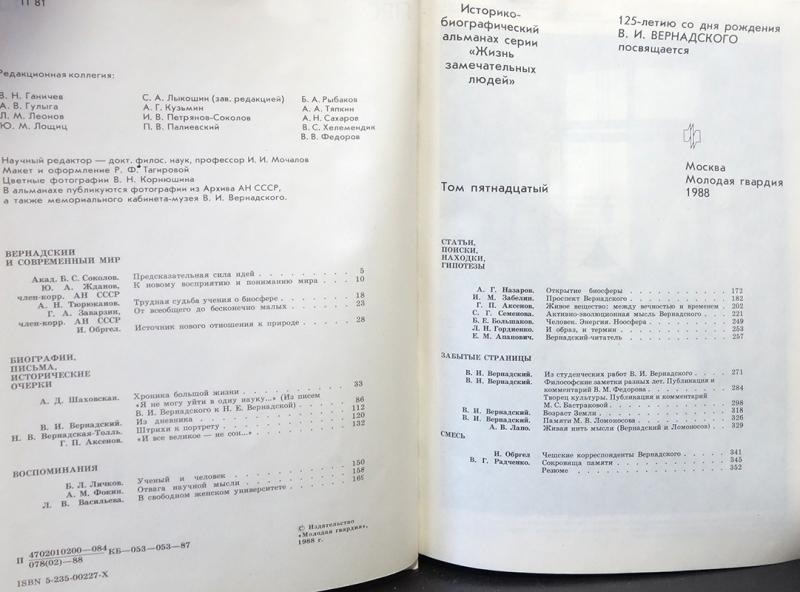 П 81
Редакционная коллегия:
В. Н. Ганичев
А. В. Гулыга
Л. М. Леонов
Ю. М. Лощиц
С. А. Лыкошин (зав. редакцией)
А. Г. Кузьмин
И. В. Петрянов-Соколов
П. В. Палиевский
Б. А. Рыбаков
А. А. Тяпкин
А. Н. Сахаров
В. С. Хелемендик
В. В. Федоров
Научный редактор — докт. филос. наук, профессор И. И. Мочалов
Макет и оформление Р. Ф. Тагировой
Цветные фотографии В. Н. Корнюшина
В альманахе публикуются фотографии из Архива АН СССР,
а также мемориального кабинета-музея В. И. Вернадского.
ВЕРНАДСКИЙ
И СОВРЕМЕННЫЙ МИР
Акад. Б. С. Соколов. Предсказательная сила идей 5
Ю. А. Жданов, К новому восприятию и пониманию мира 10
член-корр. АН СССР
А. Н. Тюрюканов. Трудная судьба учения о биосфере 18
Г. А. Заварзин, От всеобщего до бесконечно малых 23
член-корр. АН СССР
И. Обргел. Источник нового отношения к природе 28
БИОГРАФИИ,
ПИСЬМА,
ИСТОРИЧЕСКИЕ
ОЧЕРКИ
А. Д. Шаховская. Хроника большой жизни 33
«Я не могу уйти в одну науку...» (Из писем
В. И. Вернадского к Н. Е. Вернадской) 86
В. И. Вернадский. Из дневника 112
Н. В. Вернадская-Толль. Штрихи к портрету 120
Г. П. Аксенов. «И все великое — не сон...» 132
ВОСПОМИНАНИЯ
Б. Л. Личков. Ученый и человек 150
А. М. Фокин. Отвага научной мысли 158
Л. В. Васильева. В свободном женском университете 169
П 4702010200—084 КБ—053—053—87
078(02)—88
ISBN 5-235-00227-X
© Издательство
«Молодая гвардия»,
1988 г.
Историко-
биографический
альманах серии
«Жизнь
замечательных
людей»
125-летию со дня рождения
В. И. ВЕРНАДСКОГО
посвящается
Том пятнадцатый
Москва
Молодая гвардия
1988
СТАТЬИ,
ПОИСКИ,
НАХОДКИ,
ГИПОТЕЗЫ
А. Г. Назаров. Открытие биосферы 172
И. М. Забелин. Проспект Вернадского 182
Г. П. Аксенов. Живое вещество: между вечностью и временем 202
С. Г. Семенова. Активно-эволюционная мысль Вернадского 221
Б. Е. Большаков. Человек. Энергия. Ноосфера 249
Л. Н. Гордиенко. И образ, и термин 253
Е. М. Апанович. Вернадский-читатель 257
ЗАБЫТЫЕ СТРАНИЦЫ
В. И. Вернадский. Из студенческих работ В. И. Вернадского 271
В. И. Вернадский. Философские заметки разных лет. Публикация и
комментарий В. М. Федорова 284
Творец культуры. Публикация и комментарий
М. С. Бастраковой 298
В. И. Вернадский. Возраст Земли 318
В. И. Вернадский. Памяти М. В. Ломоносова 326
А. В. Лапо. Живая нить мысли (Вернадский и Ломоносов) 329
СМЕСЬ
И. Обргел Чешские корреспонденты Вернадского 341
В. Г. Радченко. Сокровища памяти 345
Резюме 352